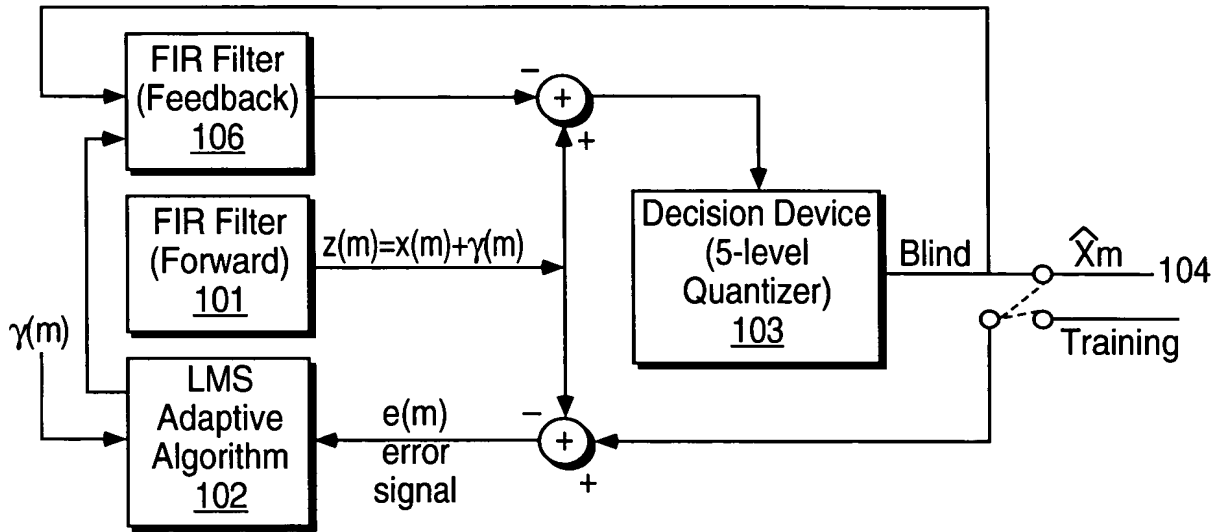 FIR Filter
(Feedback)
106
−
+
+
FIR Filter
(Forward)
101
z(m)=x(m)+γ(m)
Decision Device
(5-level
Quantizer)
103
Blind
X̂m
104
Training
γ(m)
LMS
Adaptive
Algorithm
102
e(m)
error
signal
−
+
+